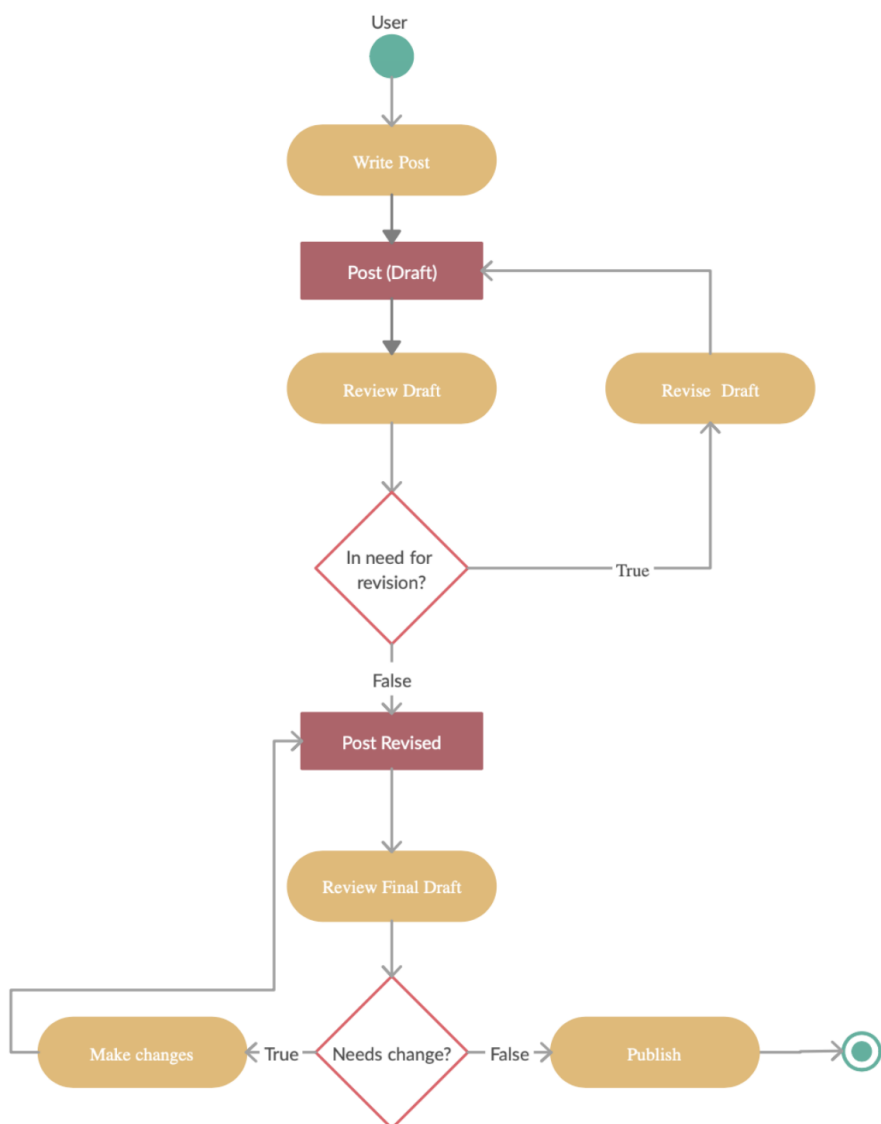 User
Write Post
Post (Draft)
Review Draft
Revise Draft
In need for
revision?
True
False
Post Revised
Review Final Draft
Make changes
True
Needs change?
False
Publish